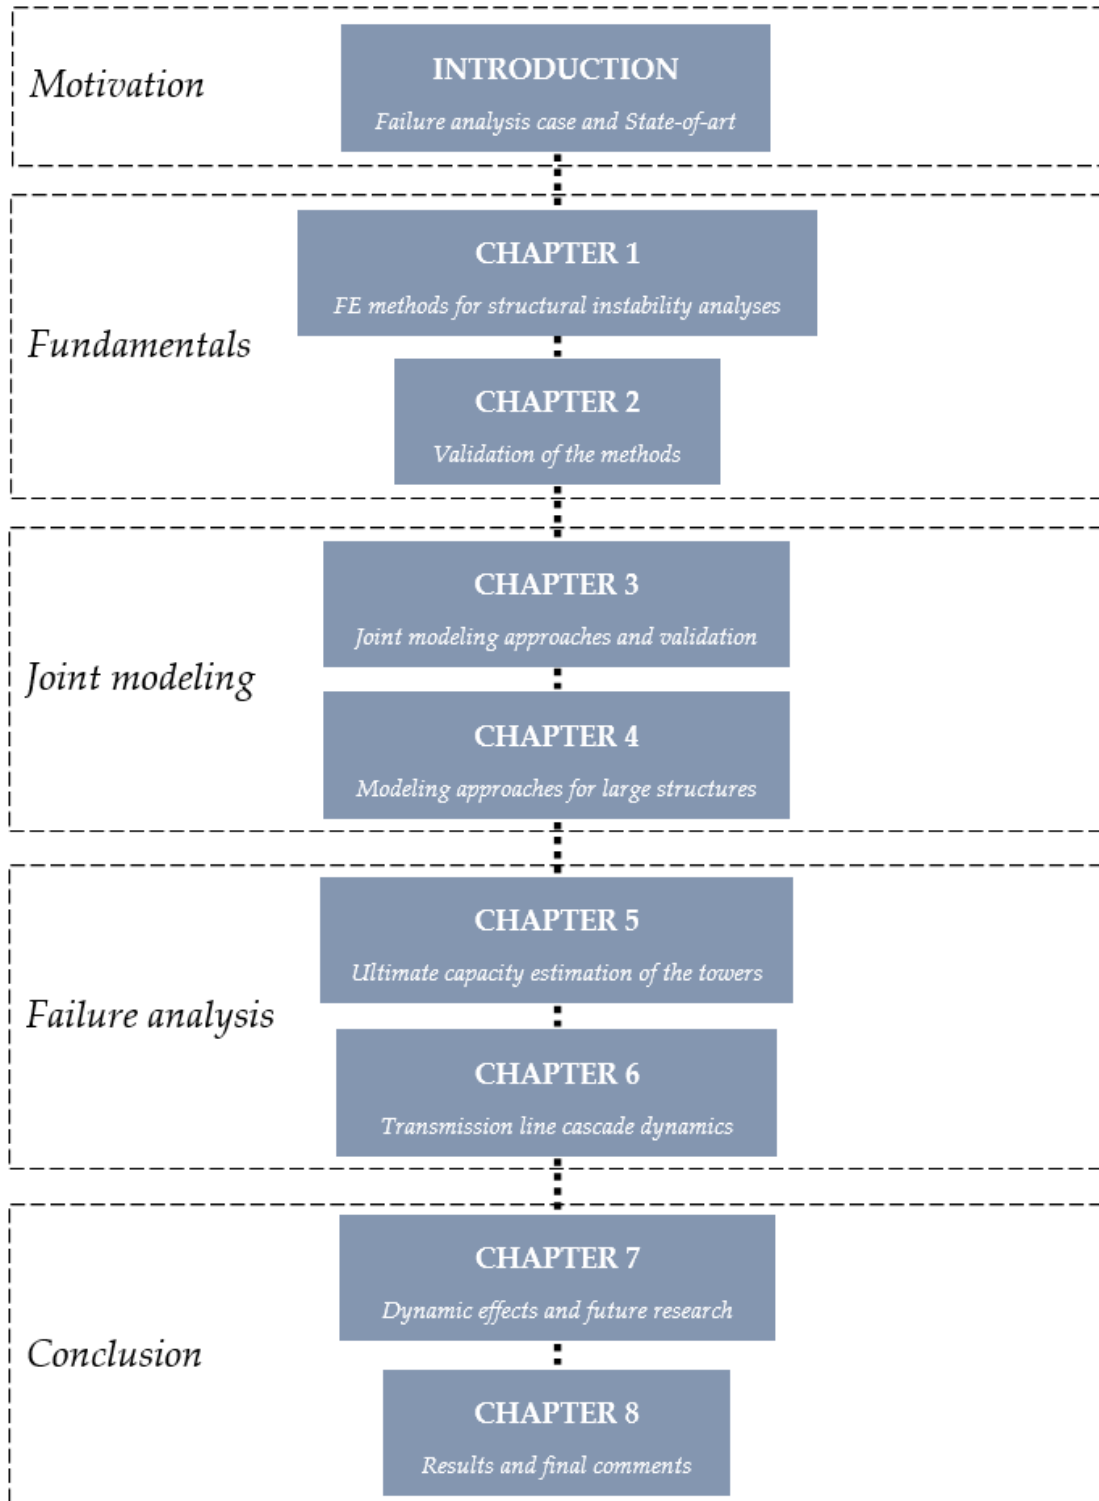 Motivation
INTRODUCTION
Failure analysis case and State-of-art
Fundamentals
CHAPTER 1
FE methods for structural instability analyses
CHAPTER 2
Validation of the methods
Joint modeling
CHAPTER 3
Joint modeling approaches and validation
CHAPTER 4
Modeling approaches for large structures
Failure analysis
CHAPTER 5
Ultimate capacity estimation of the towers
CHAPTER 6
Transmission line cascade dynamics
Conclusion
CHAPTER 7
Dynamic effects and future research
CHAPTER 8
Results and final comments